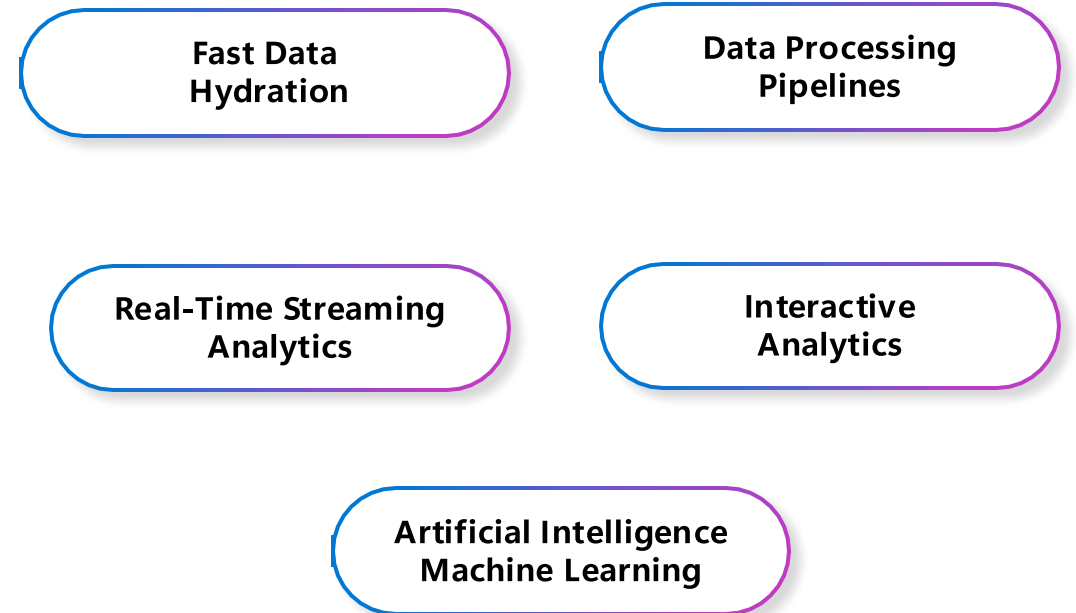 Fast Data
Hydration
Data Processing
Pipelines
Real-Time Streaming
Analytics
Interactive
Analytics
Artificial Intelligence
Machine Learning